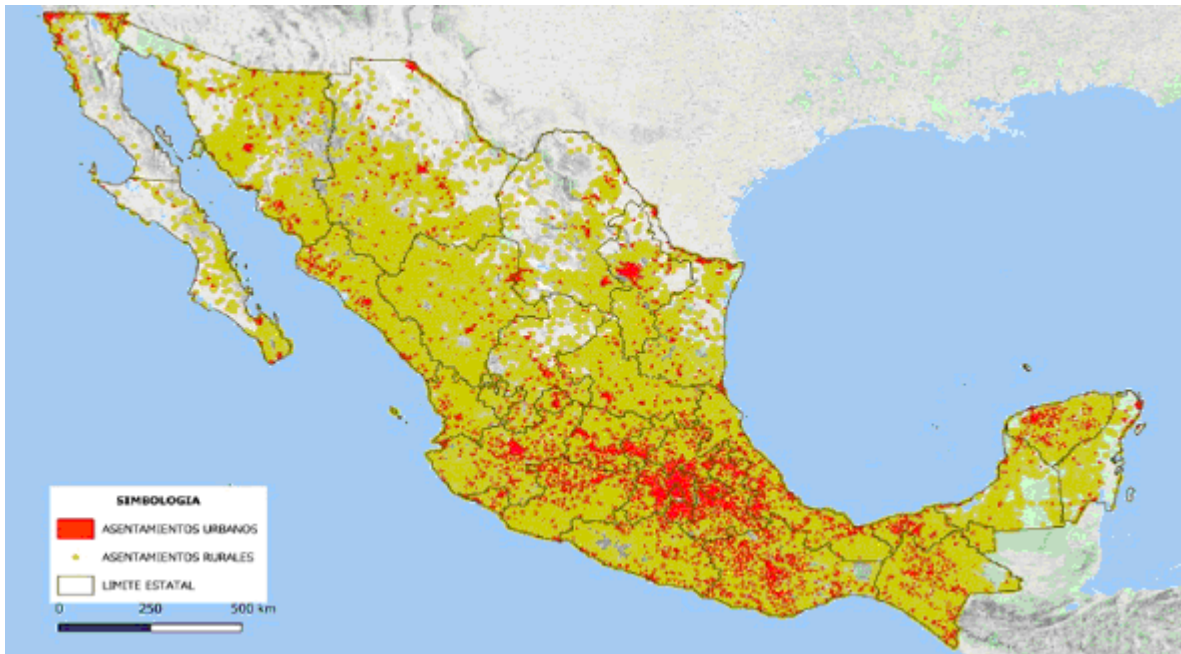 SIMBOLOGIA
ASENTAMIENTOS URBANOS
ASENTAMIENTOS RURALES
LIMITE ESTATAL
0 250 500 km